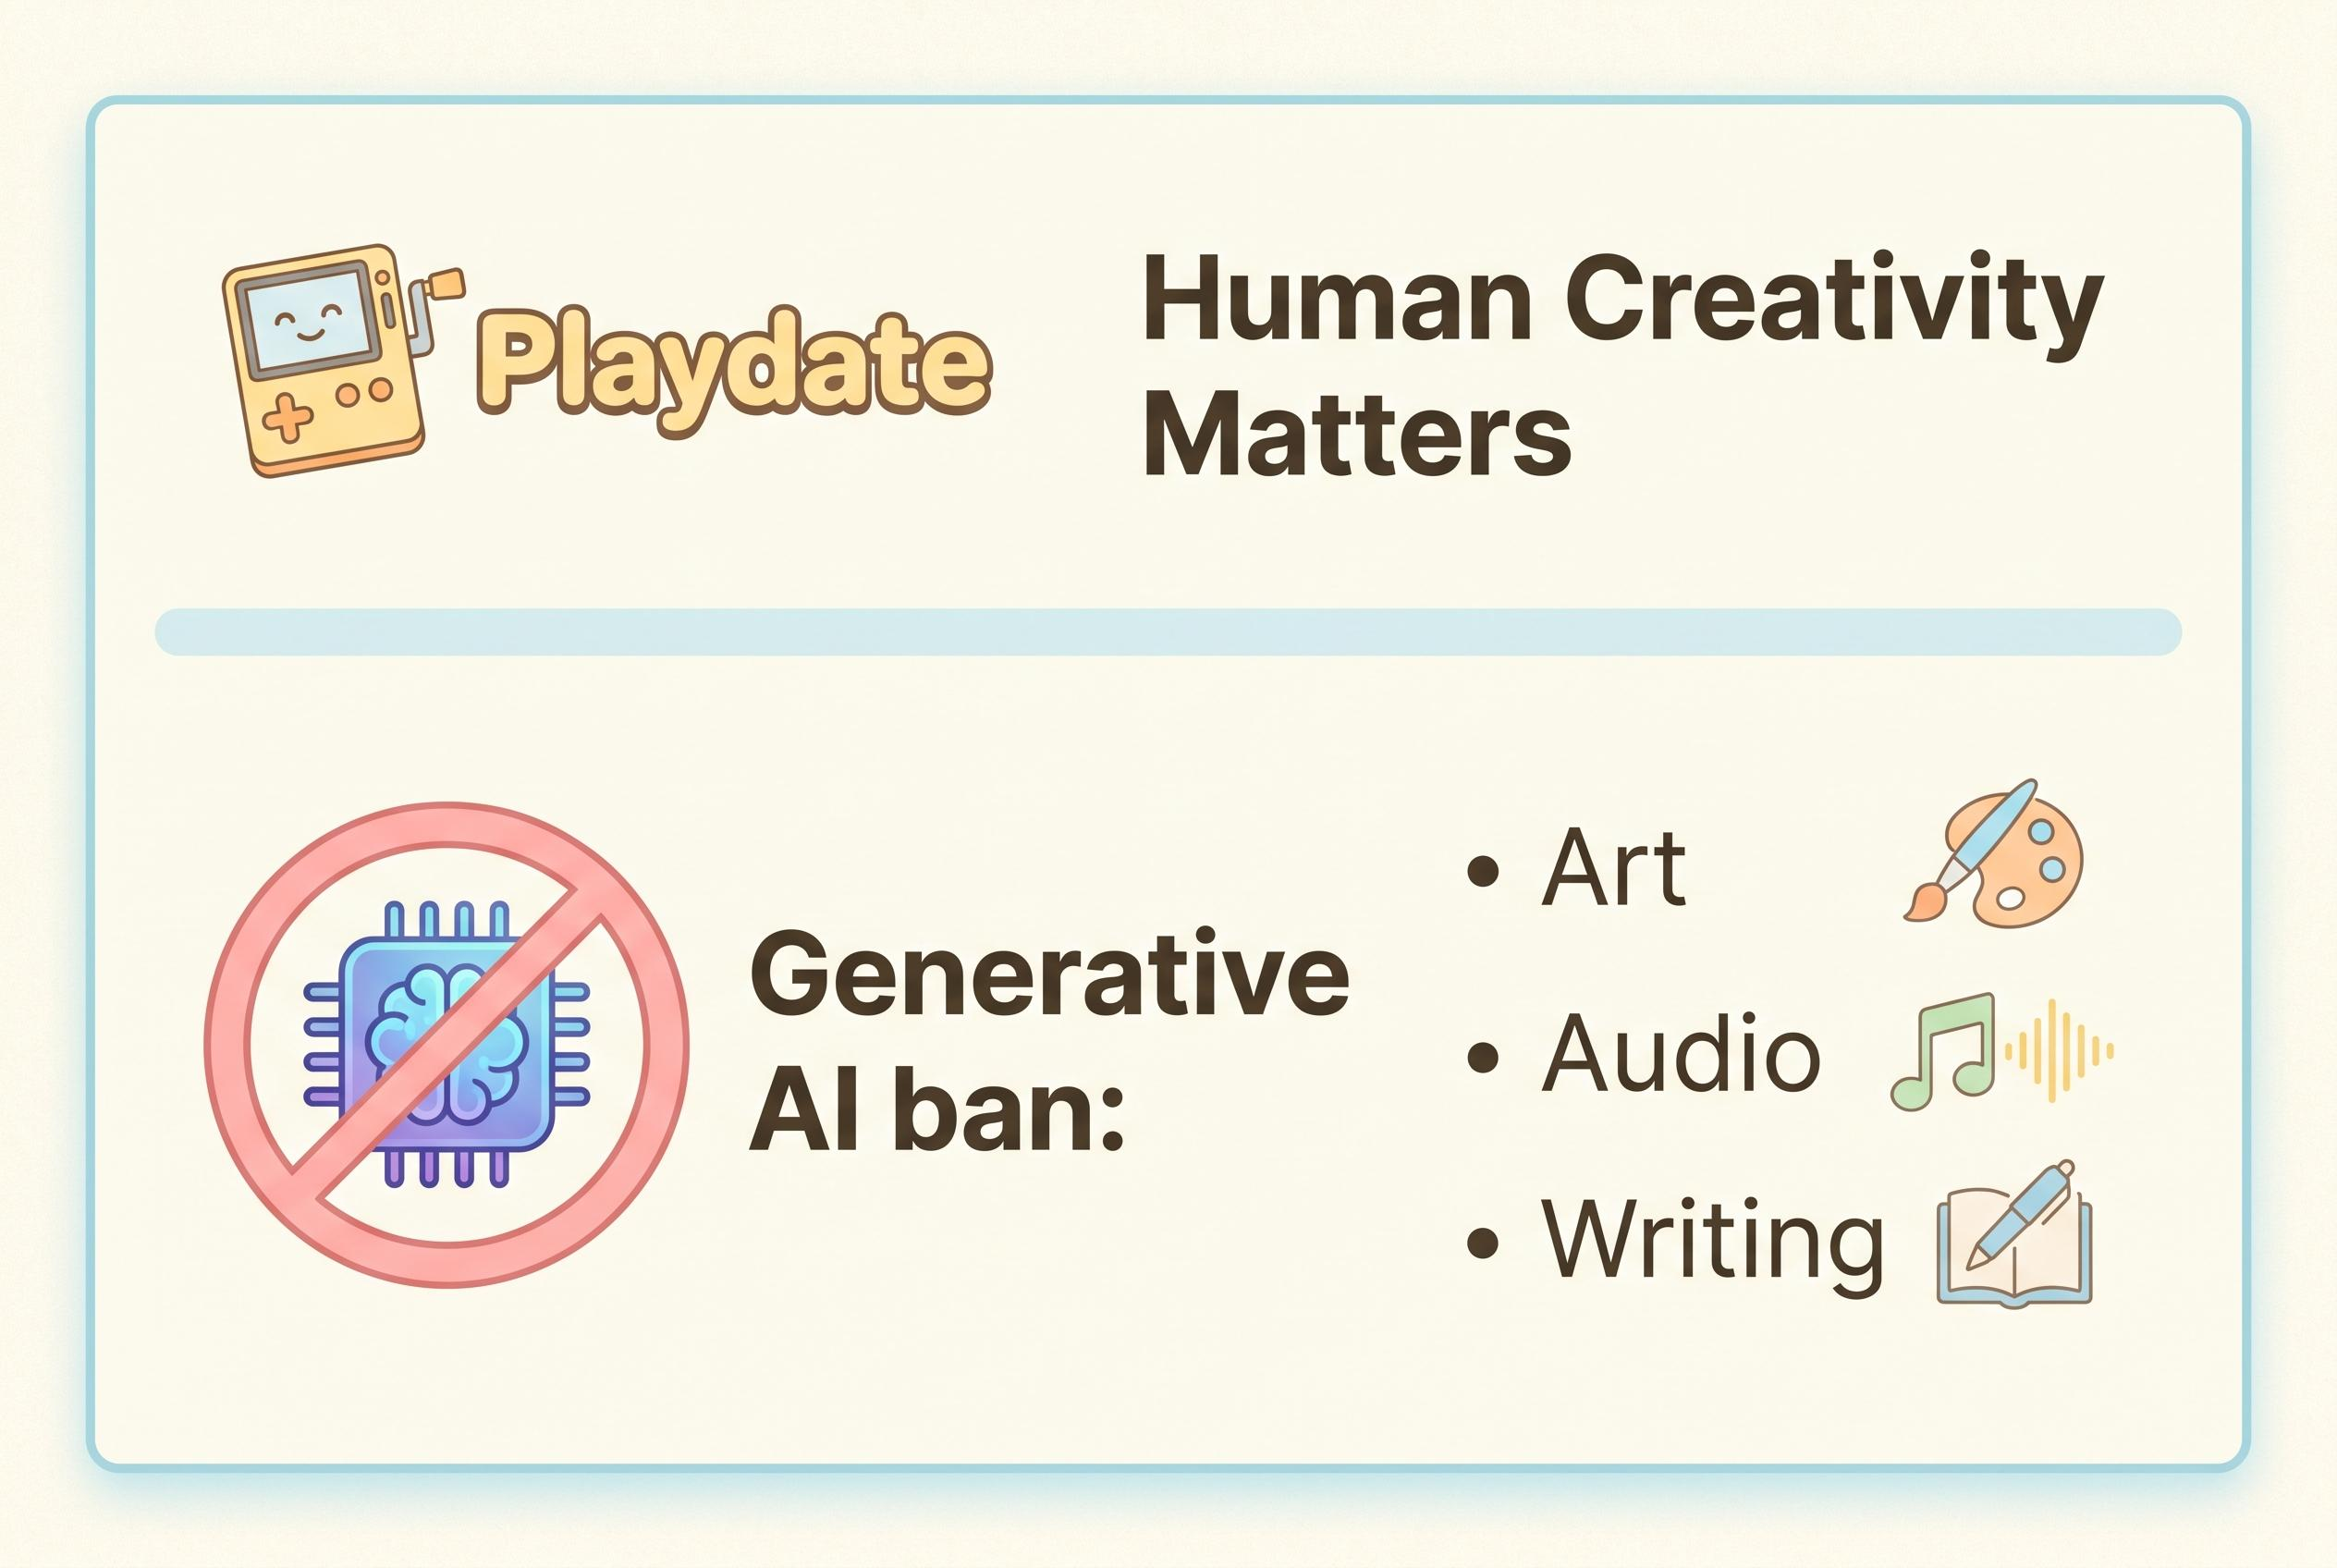 Playdate
Human Creativity
Matters
Generative
AI ban:
• Art
• Audio
• Writing